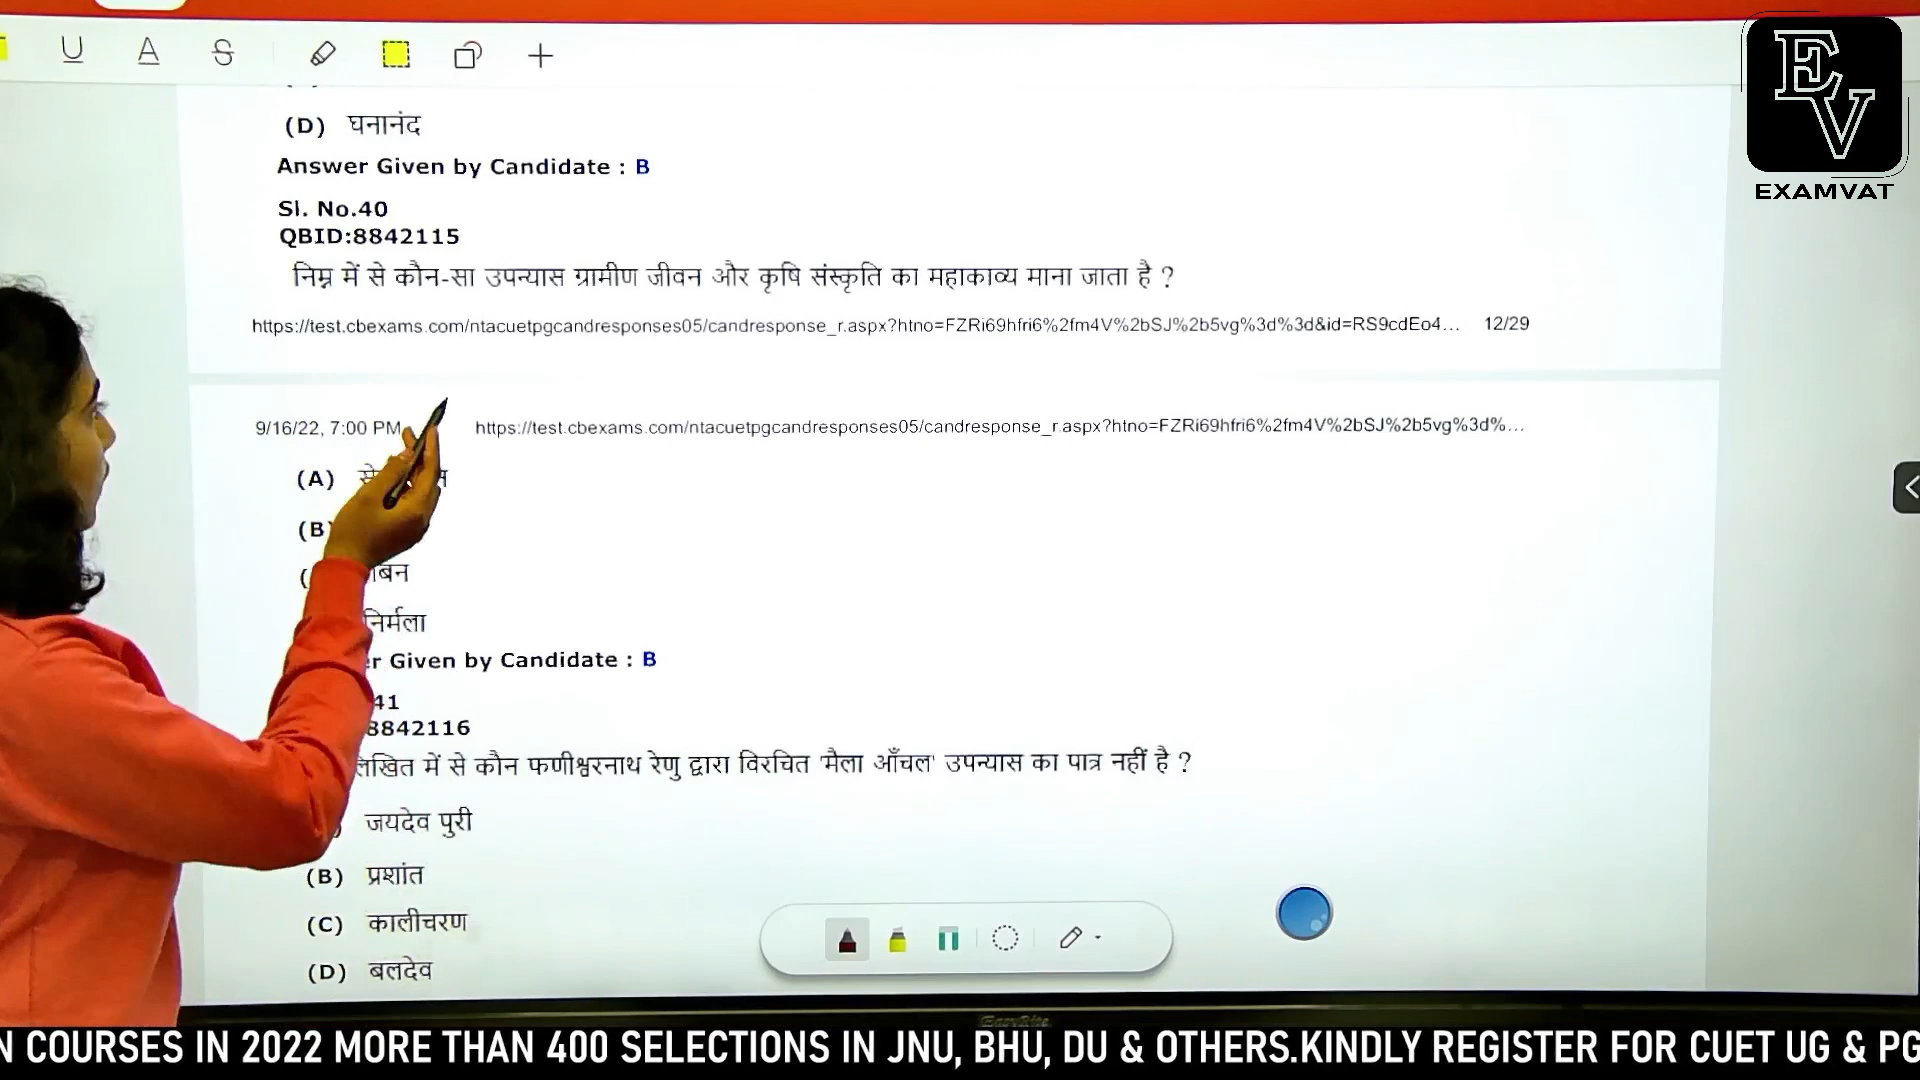 (D) घनानंद
Answer Given by Candidate : B
Sl. No.40
QBID:8842115
निम्न में से कौन-सा उपन्यास ग्रामीण जीवन और कृषि संस्कृति का महाकाव्य माना जाता है ?
https://test.cbexams.com/ntacuetpgcandresponses05/candresponse_r.aspx?htno=FZRi69hfri6%2fm4V%2bSJ%2b5vg%3d%3d&id=RS9cdEo4... 12/29
9/16/22, 7:00 PM https://test.cbexams.com/ntacuetpgcandresponses05/candresponse_r.aspx?htno=FZRi69hfri6%2fm4V%2bSJ%2b5vg%3d%...
(A)
(B)
बन
निर्मला
Given by Candidate : B
41
8842116
में से कौन फणीश्वरनाथ रेणु द्वारा विरचित 'मैला आँचल' उपन्यास का पात्र नहीं है ?
जयदेव पुरी
(B) प्रशांत
(C) कालीचरण
(D) बलदेव
EV
EXAMVAT
N COURSES IN 2022 MORE THAN 400 SELECTIONS IN JNU, BHU, DU & OTHERS.KINDLY REGISTER FOR CUET UG & PG